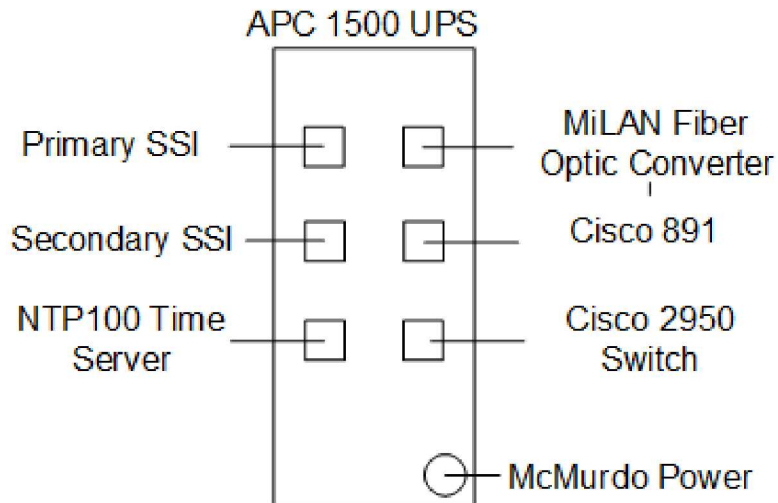 APC 1500 UPS
Primary SSI
MiLAN Fiber
Optic Converter
Secondary SSI
Cisco 891
NTP100 Time
Server
Cisco 2950
Switch
McMurdo Power